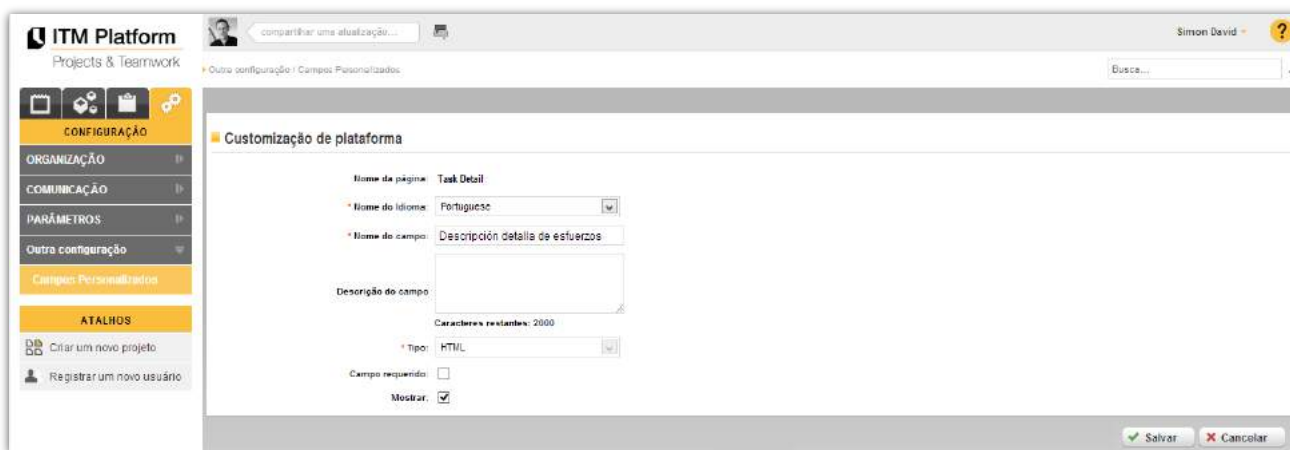 ITM Platform
Projects & Teamwork
compartilhar uma atualização...
Simon David
?
Outra configuração / Campos Personalizados
Busca...
CONFIGURAÇÃO
ORGANIZAÇÃO
COMUNICAÇÃO
PARÂMETROS
Outra configuração
Campos Personalizados
ATALHOS
Criar um novo projeto
Registrar um novo usuário
Customização de plataforma
Nome da página: Task Detail
* Nome do Idioma: Portuguese
* Nome do campo: Descripción detalla de esfuerzos
Descrição do campo
Caracteres restantes: 2000
* Tipo: HTML
Campo requerido:
Mostrar:
Salvar
Cancelar